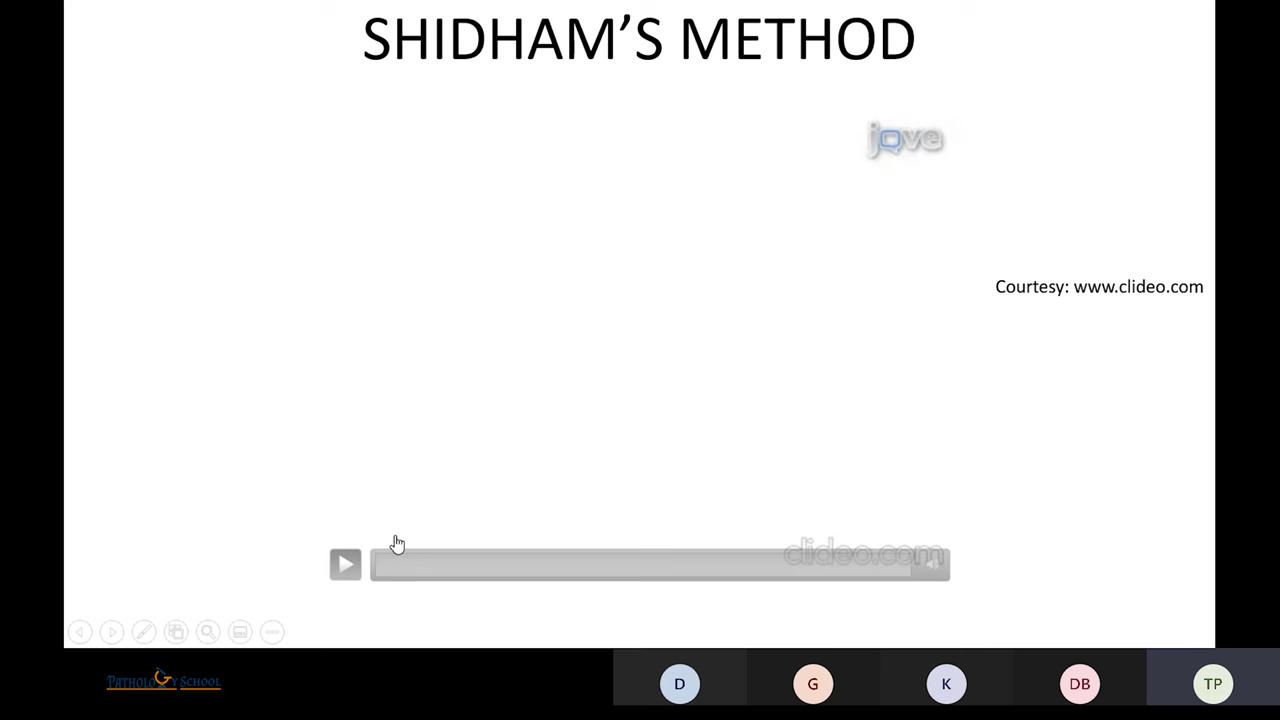 SHIDHAM'S METHOD
jove
Courtesy: www.clideo.com
clideo.com
PATHOLOGY SCHOOL
D
G
K
DB
TP